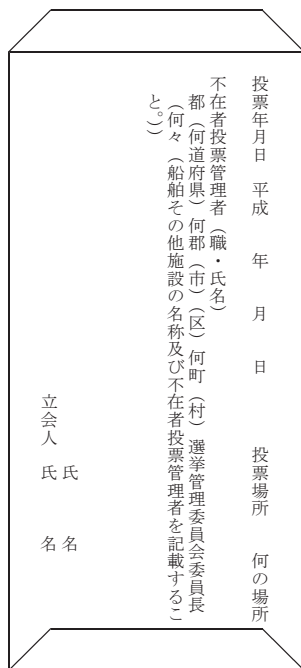 投票年月日　平成　　年　　月　　日　　　　投票場所　　何の場所
不在者投票管理者（職・氏名）
都（何道府県）何郡（市）（区）何町（村）選挙管理委員会委員長
（何々（船舶その他施設の名称及び不在者投票管理者を記載するこ
と。））
氏　　名
立会人　氏　　名